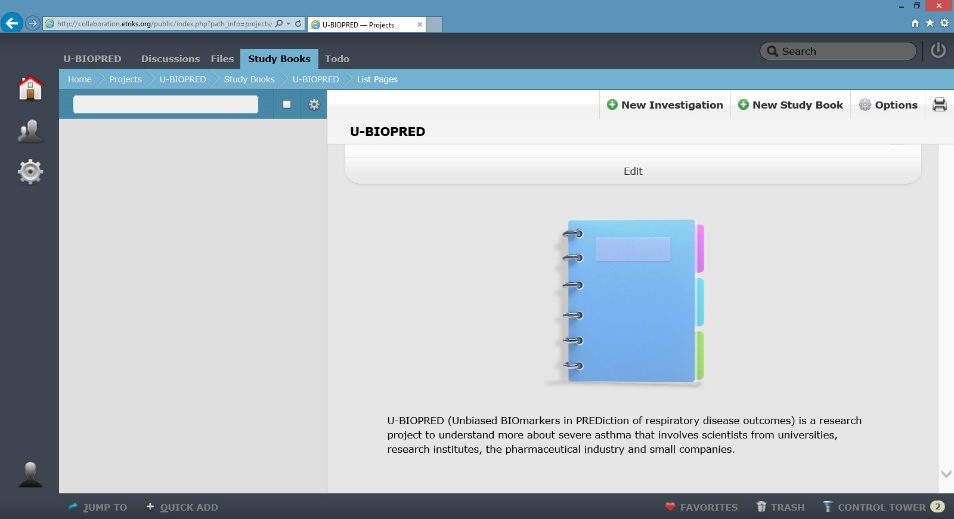 http://collaboration.etriks.org/public/index.php?path_info=projects/
U-BIOPRED — Projects
U-BIOPRED Discussions Files Study Books Todo
Search
Home Projects U-BIOPRED Study Books U-BIOPRED List Pages
New Investigation New Study Book Options
U-BIOPRED
Edit
U-BIOPRED (Unbiased BIOmarkers in PREDiction of respiratory disease outcomes) is a research
project to understand more about severe asthma that involves scientists from universities,
research institutes, the pharmaceutical industry and small companies.
JUMP TO QUICK ADD FAVORITES TRASH CONTROL TOWER 2